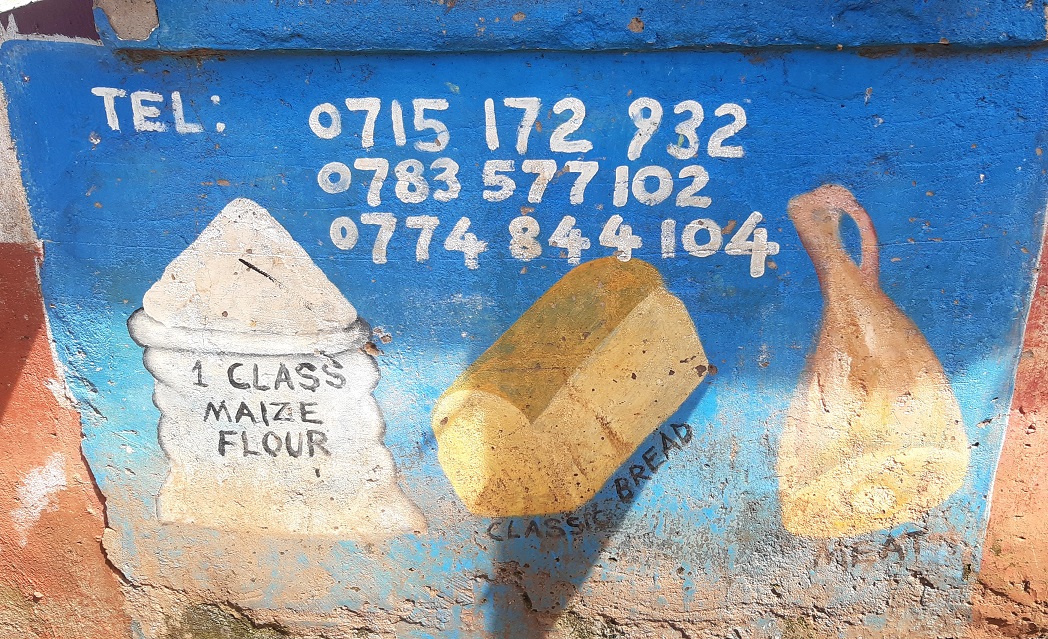 TEL: 0715 172 932
0783 577 102
0774 844 104
1 CLASS
MAIZE
FLOUR
CLASSIC BREAD
MEAT